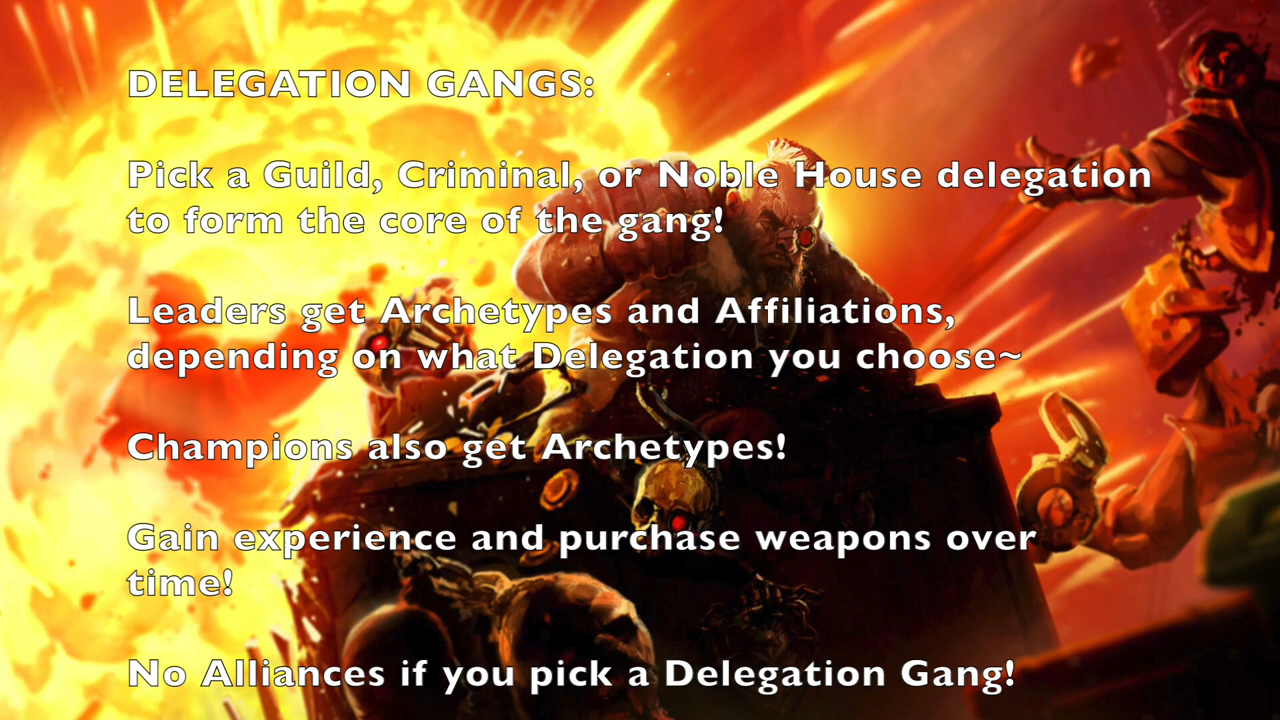 DELEGATION GANGS:
Pick a Guild, Criminal, or Noble House delegation
to form the core of the gang!
Leaders get Archetypes and Affiliations,
depending on what Delegation you choose~
Champions also get Archetypes!
Gain experience and purchase weapons over
time!
No Alliances if you pick a Delegation Gang!